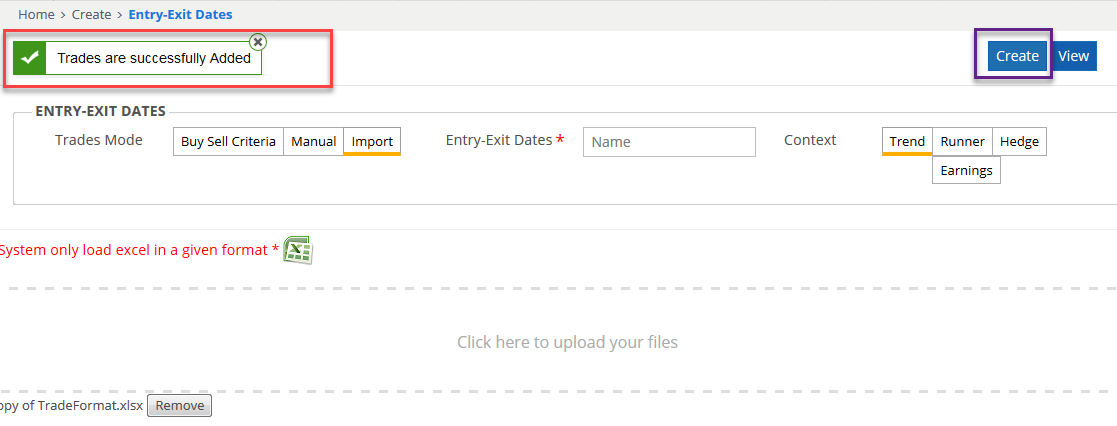 Home > Create > Entry-Exit Dates
Trades are successfully Added
Create View
ENTRY-EXIT DATES
Trades Mode Buy Sell Criteria Manual Import Entry-Exit Dates * Name Context Trend Runner Hedge
Earnings
System only load excel in a given format *
Click here to upload your files
opy of TradeFormat.xlsx Remove